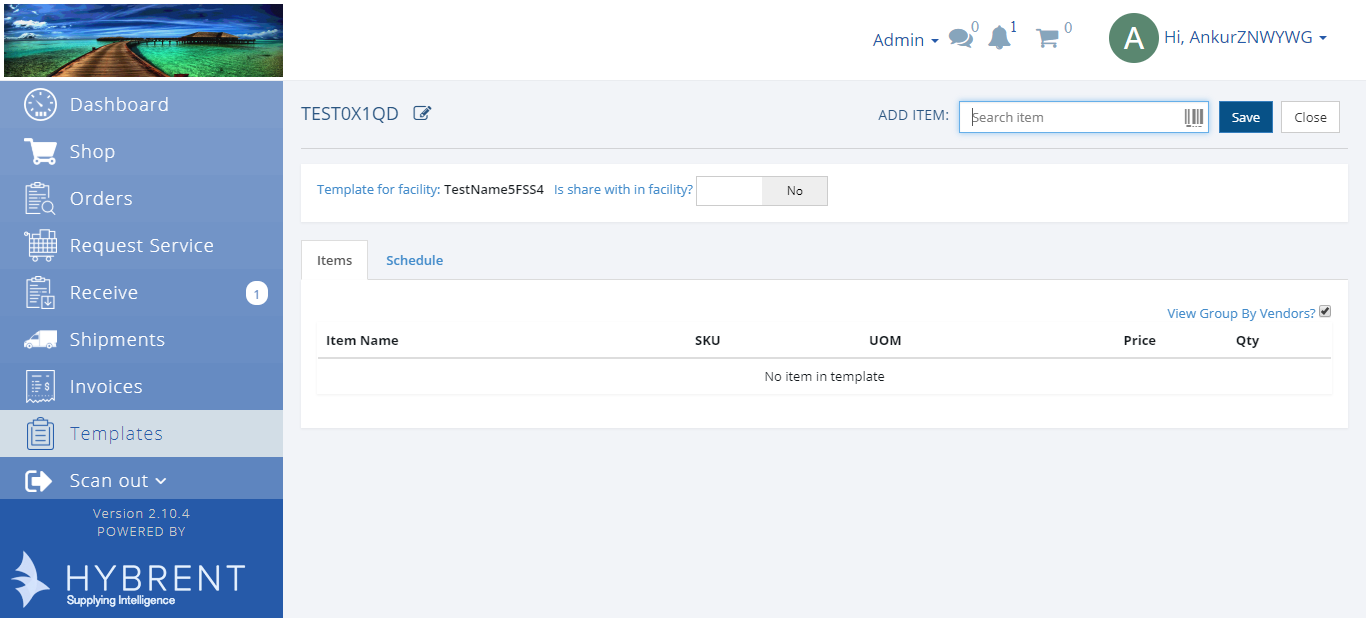 Admin 0 1 0 A Hi, AnkurZNWYWG
Dashboard
Shop
Orders
Request Service
Receive 1
Shipments
Invoices
Templates
Scan out
Version 2.10.4
POWERED BY
HYBRENT
Supplying Intelligence
TEST0X1QD ADD ITEM: Search item Save Close
Template for facility: TestName5FSS4 Is share with in facility? No
Items Schedule
View Group By Vendors?
Item Name SKU UOM Price Qty
No item in template